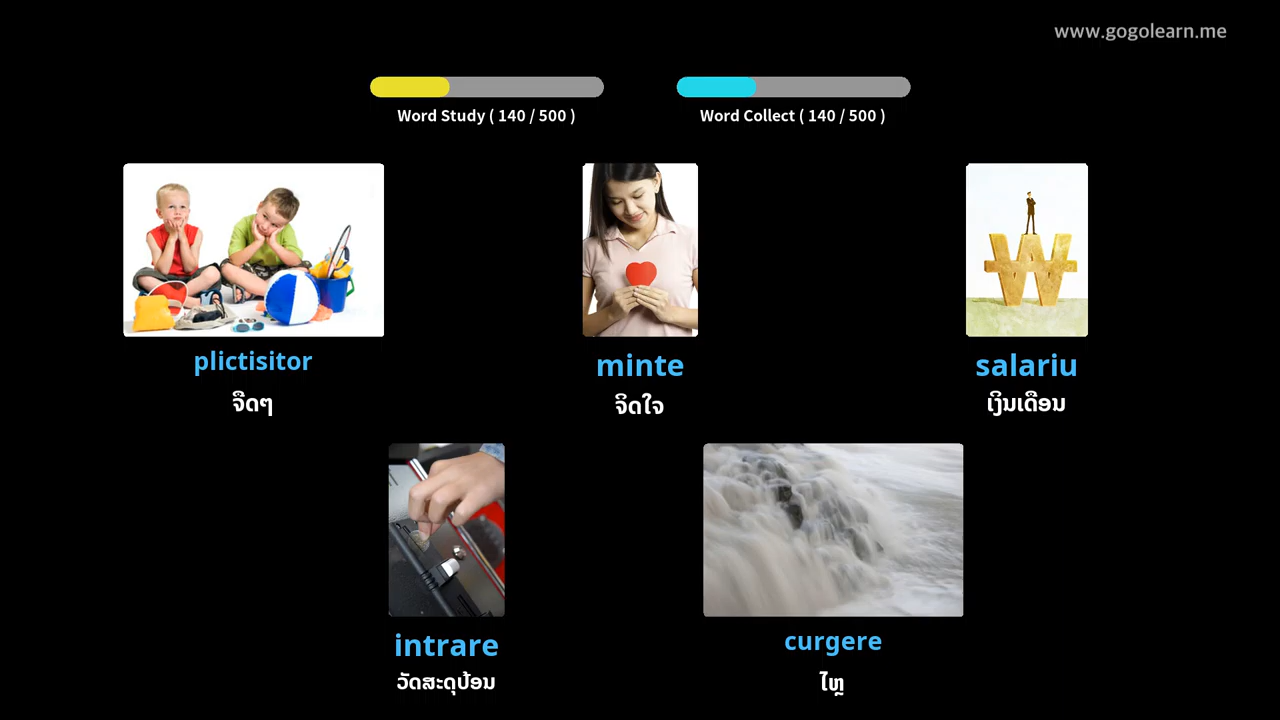 www.gogolearn.me
Word Study ( 140 / 500 )
Word Collect ( 140 / 500 )
plictisitor
ຈືດໆ
minte
ຈິດໃຈ
salariu
ເງິນເດືອນ
intrare
ວັດສະດຸປ້ອນ
curgere
ໄຫຼ